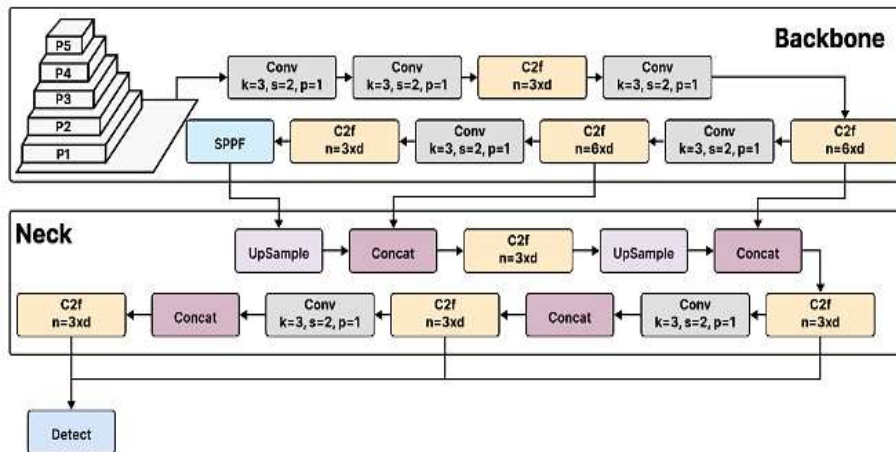 Backbone
P5
P4
P3
P2
P1
Conv
k=3, s=2, p=1
Conv
k=3, s=2, p=1
C2f
n=3xd
Conv
k=3, s=2, p=1
SPPF
C2f
n=3xd
Conv
k=3, s=2, p=1
C2f
n=6xd
Conv
k=3, s=2, p=1
C2f
n=6xd
Neck
UpSample
Concat
C2f
n=3xd
UpSample
Concat
C2f
n=3xd
Concat
Conv
k=3, s=2, p=1
C2f
n=3xd
Concat
Conv
k=3, s=2, p=1
C2f
n=3xd
Detect